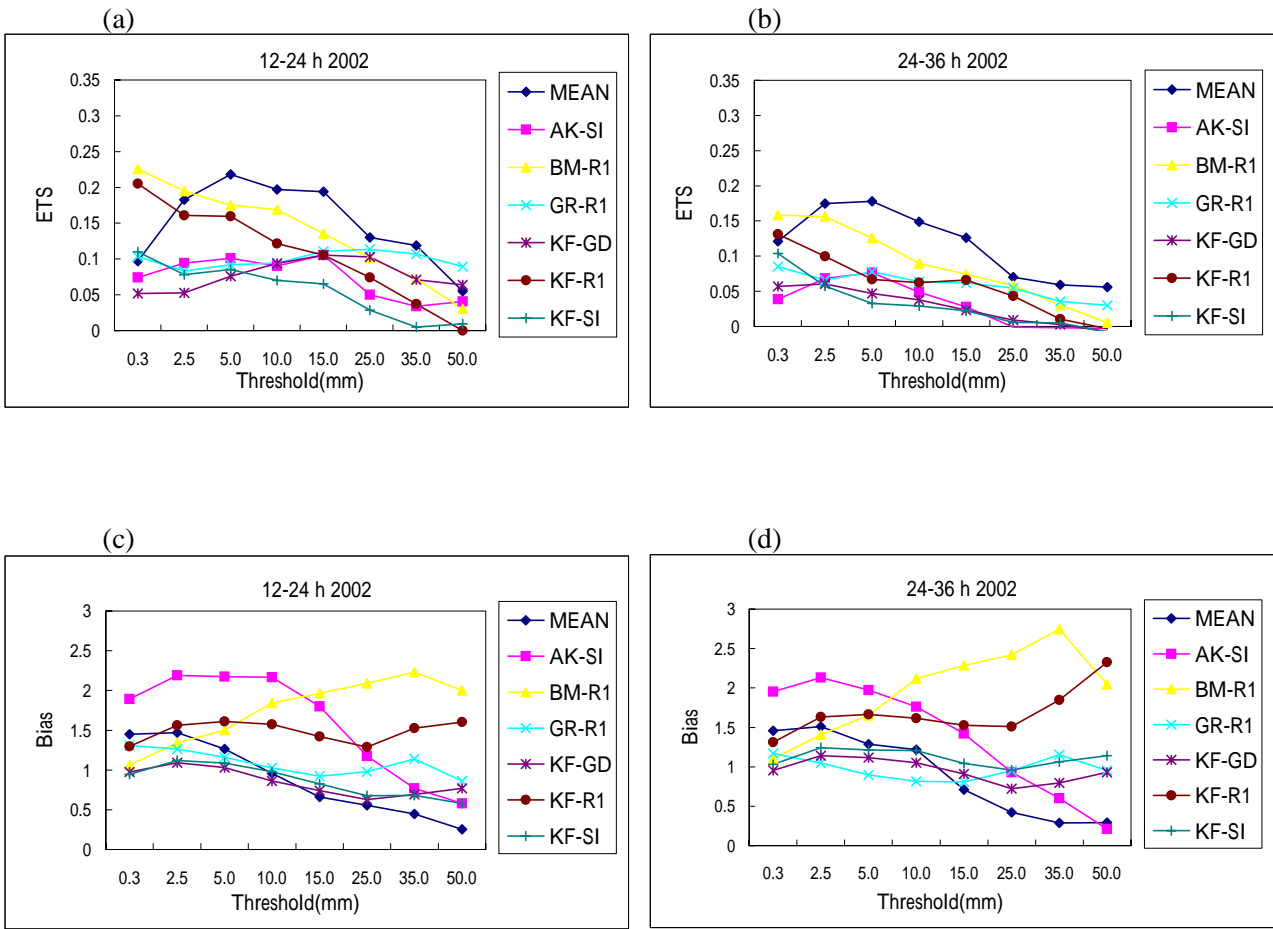 (a)
12-24 h 2002
0.35
0.3
0.25
0.2
0.15
0.1
0.05
0
ETS
0.3 2.5 5.0 10.0 15.0 25.0 35.0 50.0
Threshold(mm)
MEAN
AK-SI
BM-R1
GR-R1
KF-GD
KF-R1
KF-SI
(b)
24-36 h 2002
0.35
0.3
0.25
0.2
0.15
0.1
0.05
0
ETS
0.3 2.5 5.0 10.0 15.0 25.0 35.0 50.0
Threshold(mm)
MEAN
AK-SI
BM-R1
GR-R1
KF-GD
KF-R1
KF-SI
(c)
12-24 h 2002
3
2.5
2
1.5
1
0.5
0
Bias
0.3 2.5 5.0 10.0 15.0 25.0 35.0 50.0
Threshold(mm)
MEAN
AK-SI
BM-R1
GR-R1
KF-GD
KF-R1
KF-SI
(d)
24-36 h 2002
3
2.5
2
1.5
1
0.5
0
Bias
0.3 2.5 5.0 10.0 15.0 25.0 35.0 50.0
Threshold(mm)
MEAN
AK-SI
BM-R1
GR-R1
KF-GD
KF-R1
KF-SI